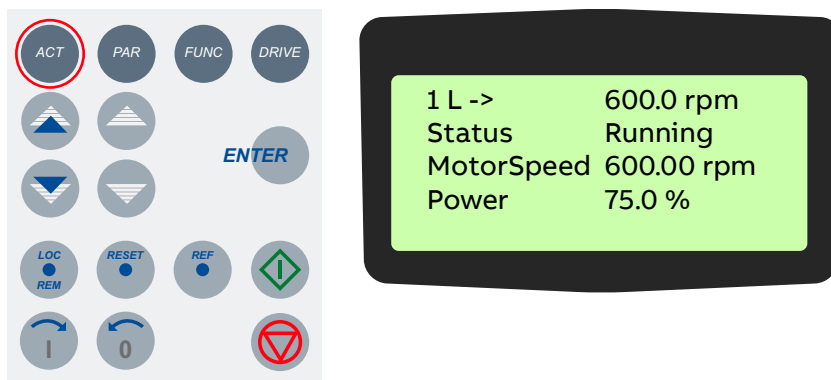 ACT PAR FUNC DRIVE
ENTER
LOC RESET REF
REM
I 0
1 L -> 600.0 rpm
Status Running
MotorSpeed 600.00 rpm
Power 75.0 %